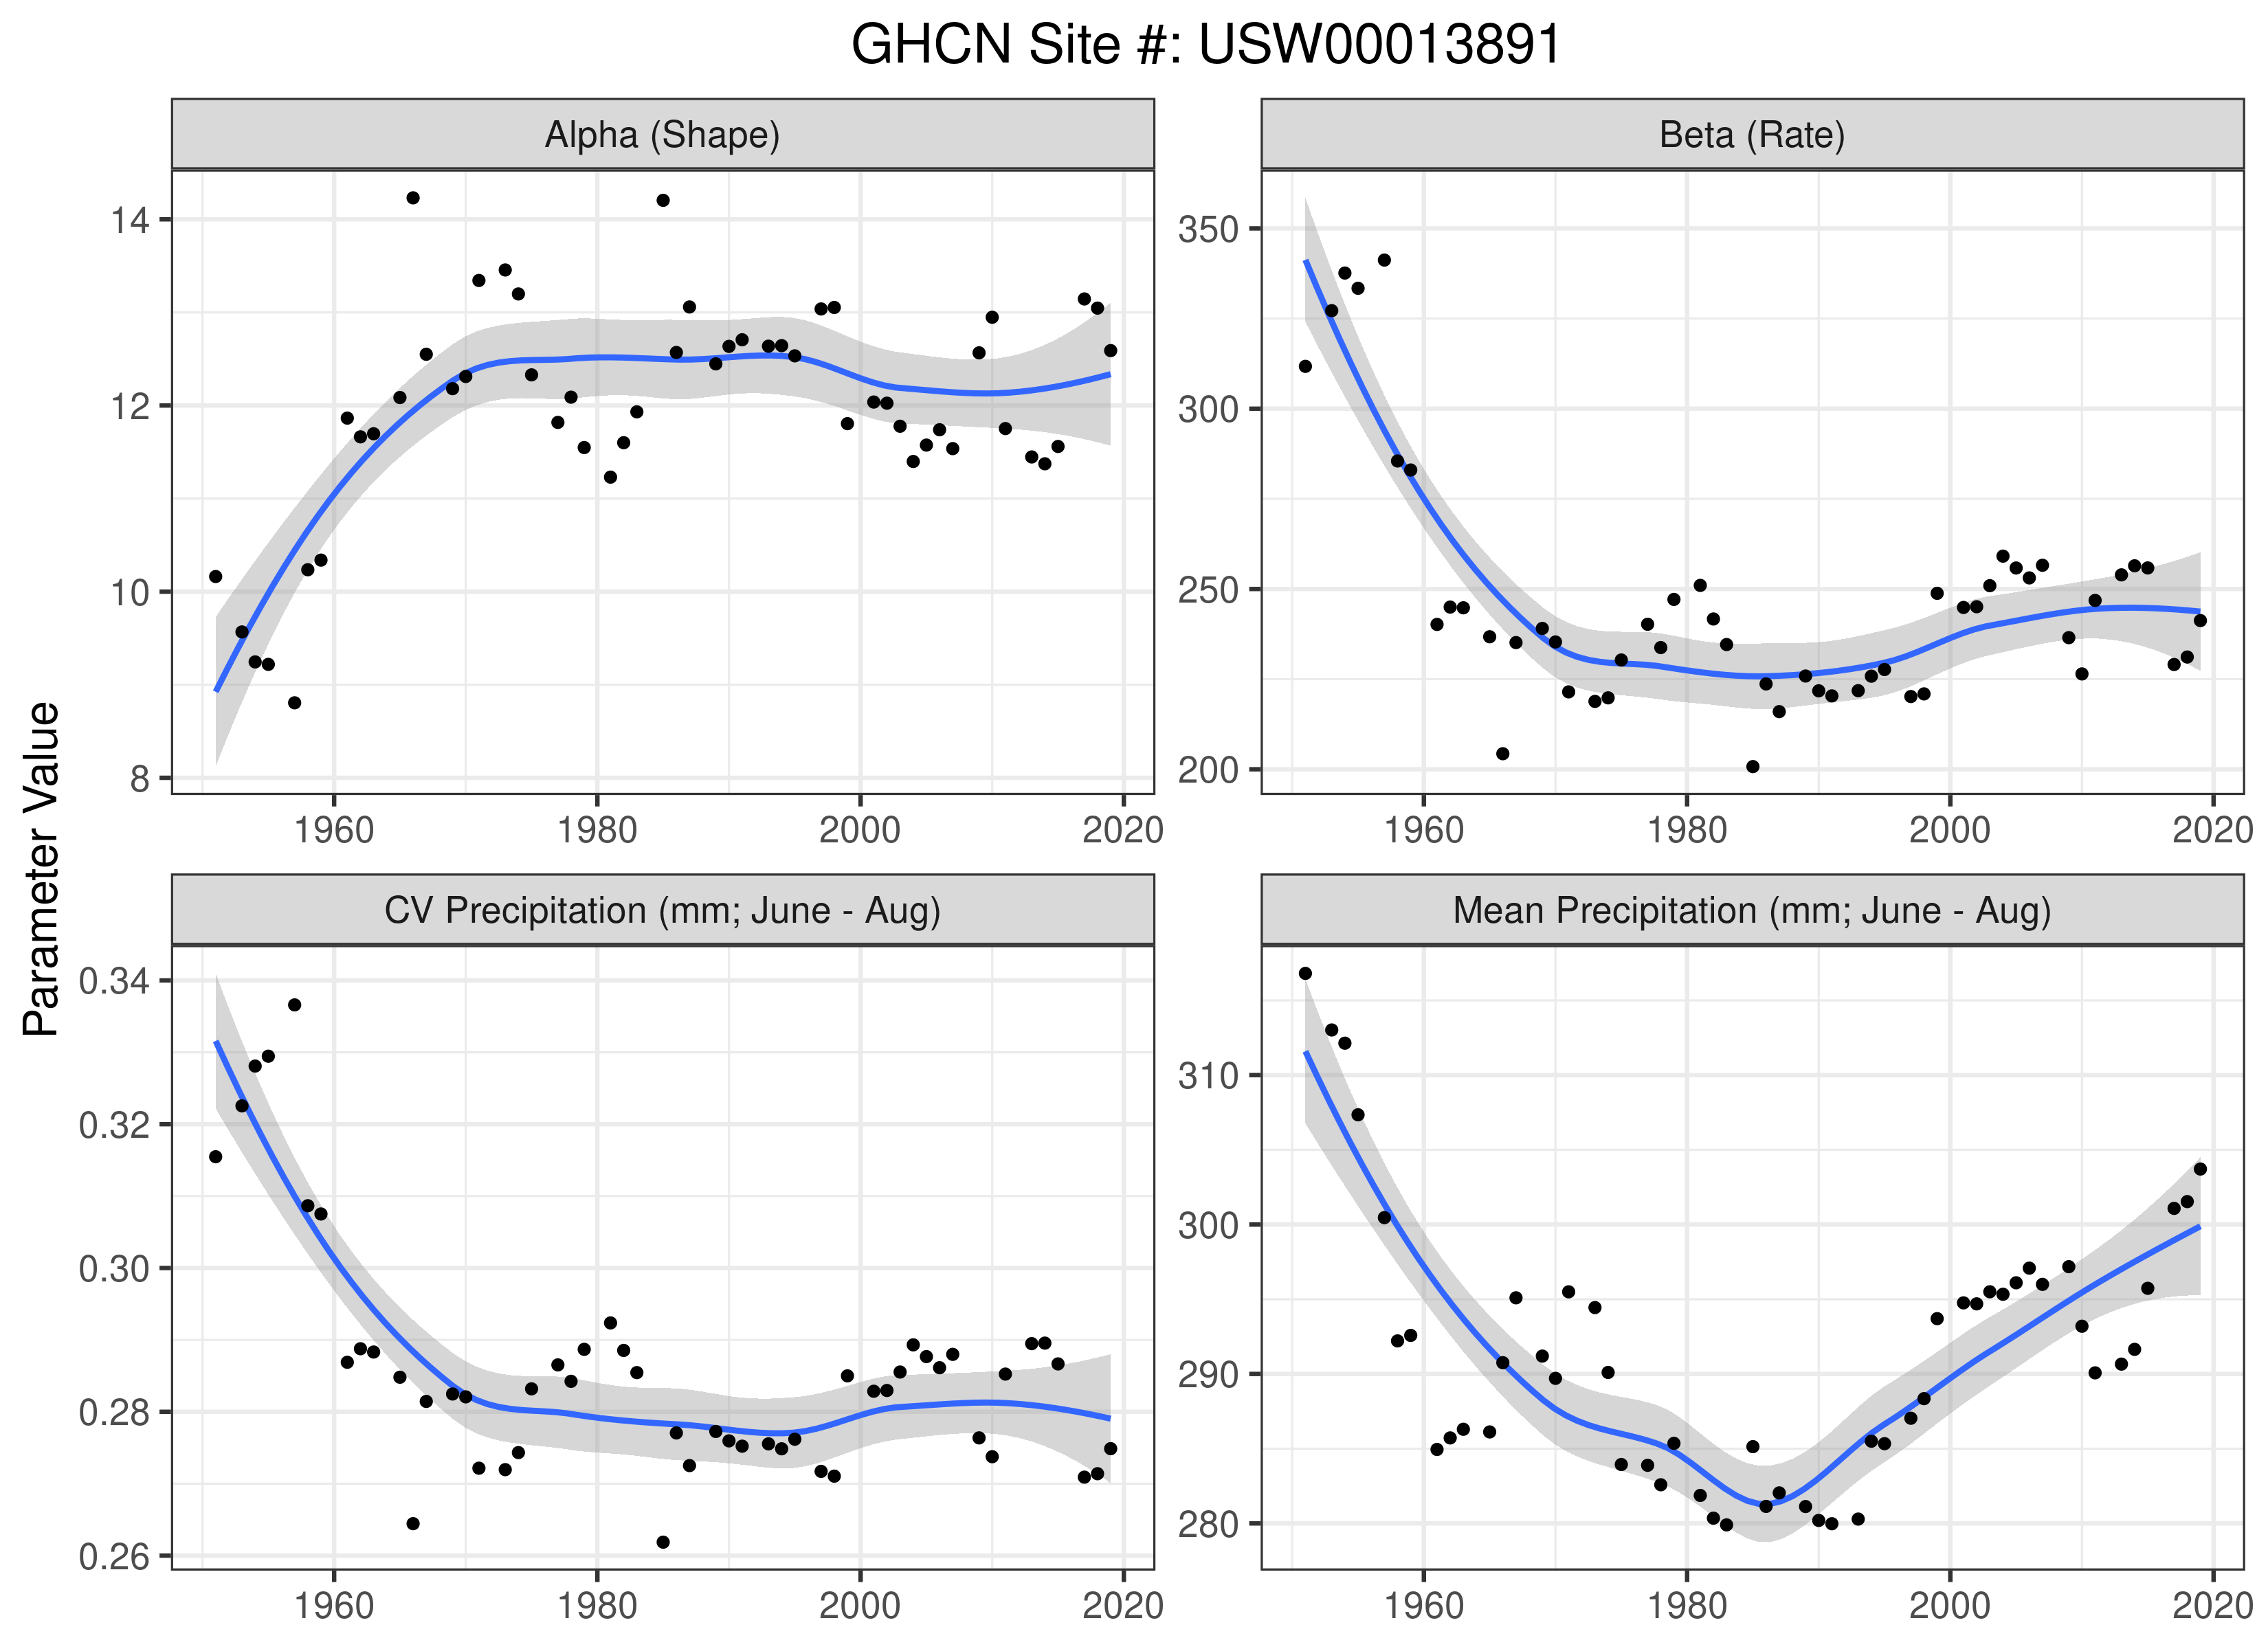 GHCN Site #: USW00013891
Alpha (Shape)
Beta (Rate)
14
12
10
8
350
300
250
200
1960 1980 2000 2020
1960 1980 2000 2020
Parameter Value
CV Precipitation (mm; June - Aug)
Mean Precipitation (mm; June - Aug)
0.34
0.32
0.30
0.28
0.26
310
300
290
280
1960 1980 2000 2020
1960 1980 2000 2020